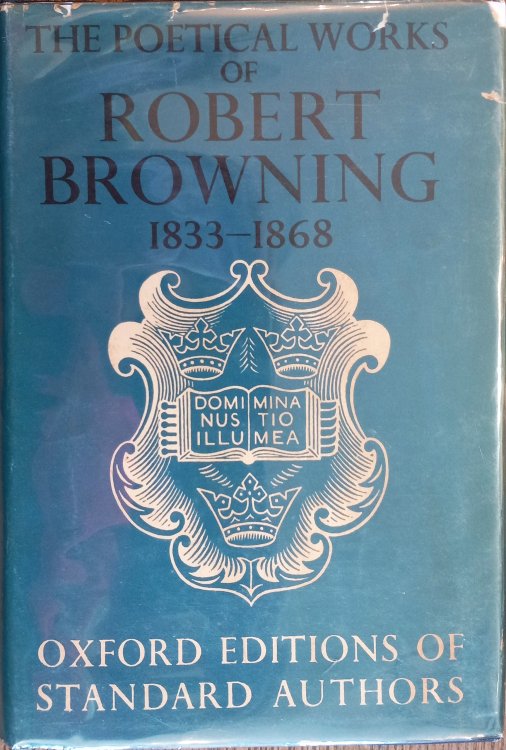 THE POETICAL WORKS
OF
ROBERT
BROWNING
1833–1868
DOMI MINA
NUS TIO
ILLU MEA
OXFORD EDITIONS OF
STANDARD AUTHORS